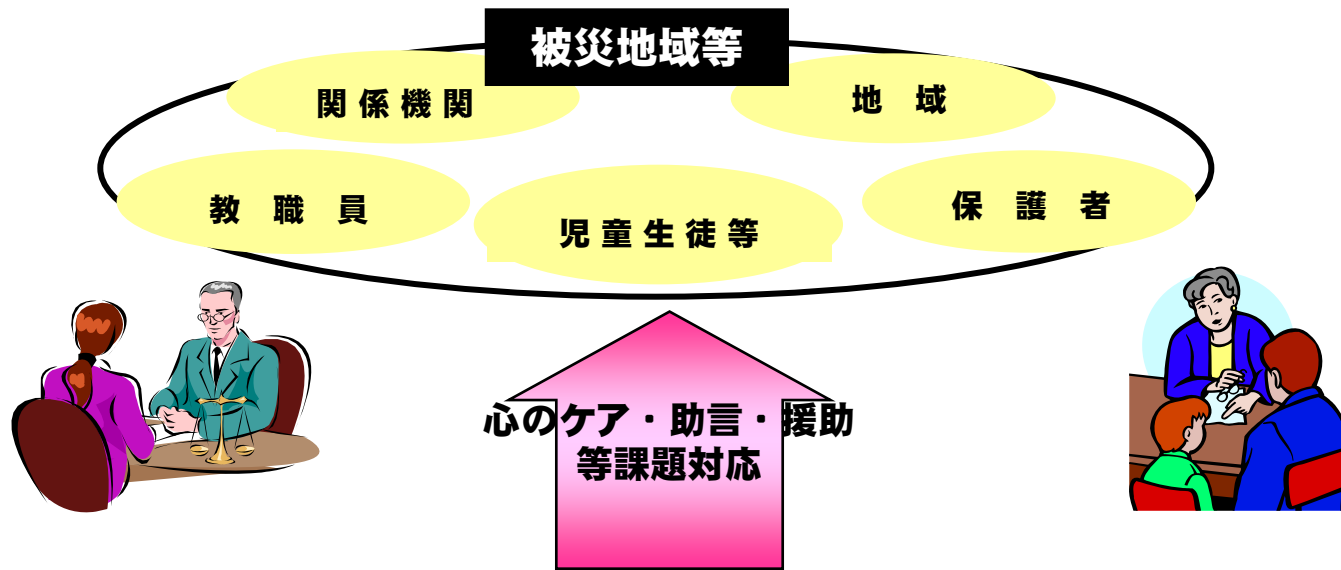 被災地域等
関係機関
地　域
教　職　員
児童生徒等
保　護　者
心のケア・助言・援助
等課題対応